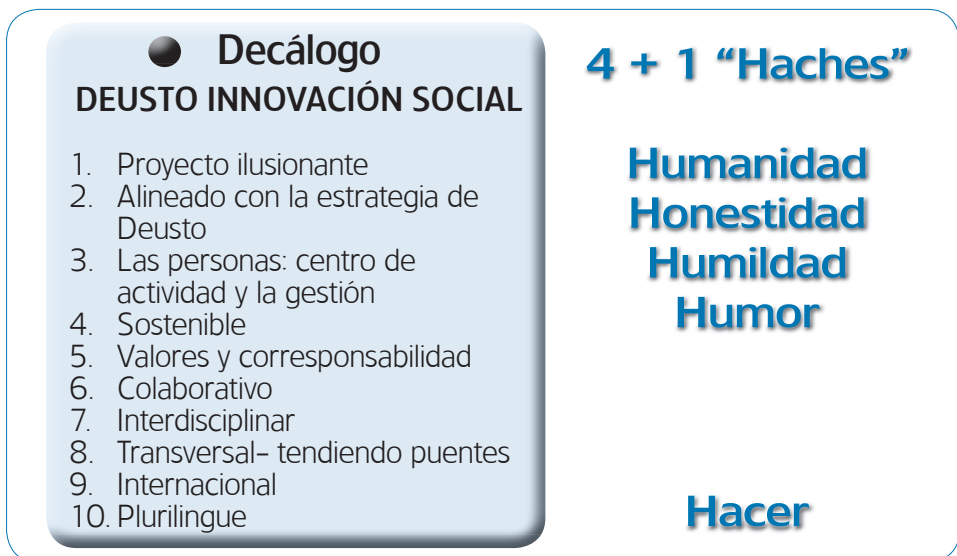 Decálogo
DEUSTO INNOVACIÓN SOCIAL
1. Proyecto ilusionante
2. Alineado con la estrategia de
Deusto
3. Las personas: centro de
actividad y la gestión
4. Sostenible
5. Valores y corresponsabilidad
6. Colaborativo
7. Interdisciplinar
8. Transversal- tendiendo puentes
9. Internacional
10. Plurilingue
4 + 1 “Haches”
Humanidad
Honestidad
Humildad
Humor
Hacer